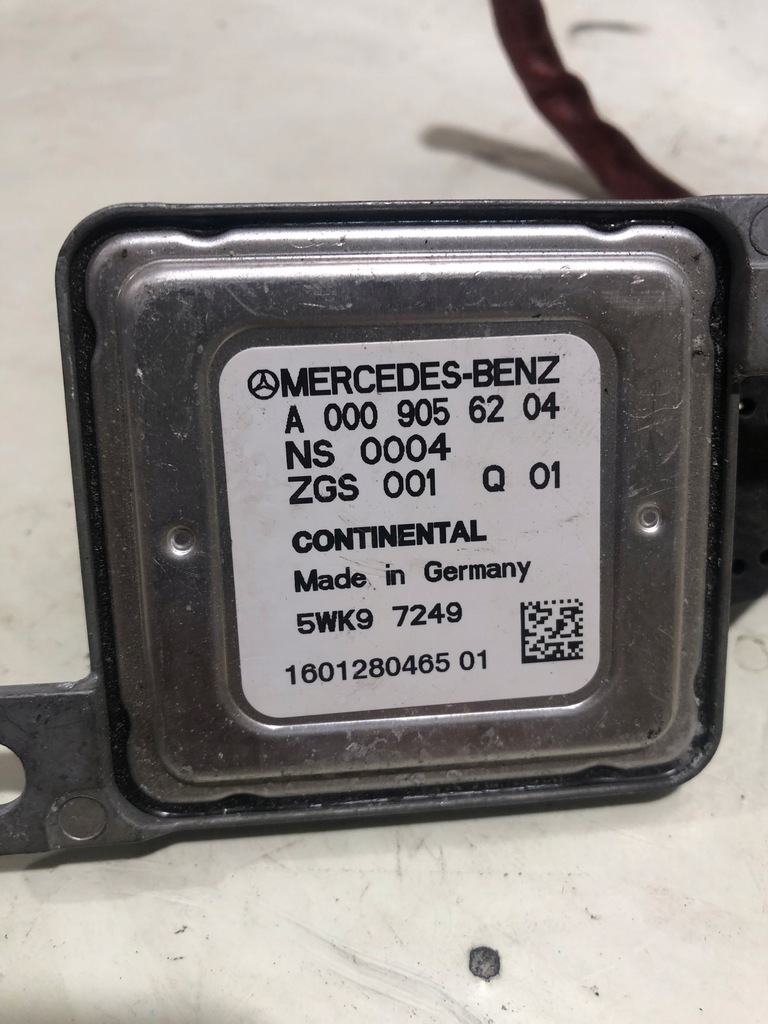 MERCEDES-BENZ
A 000 905 62 04
NS 0004
ZGS 001 Q 01
CONTINENTAL
Made in Germany
5WK9 7249
1601280465 01